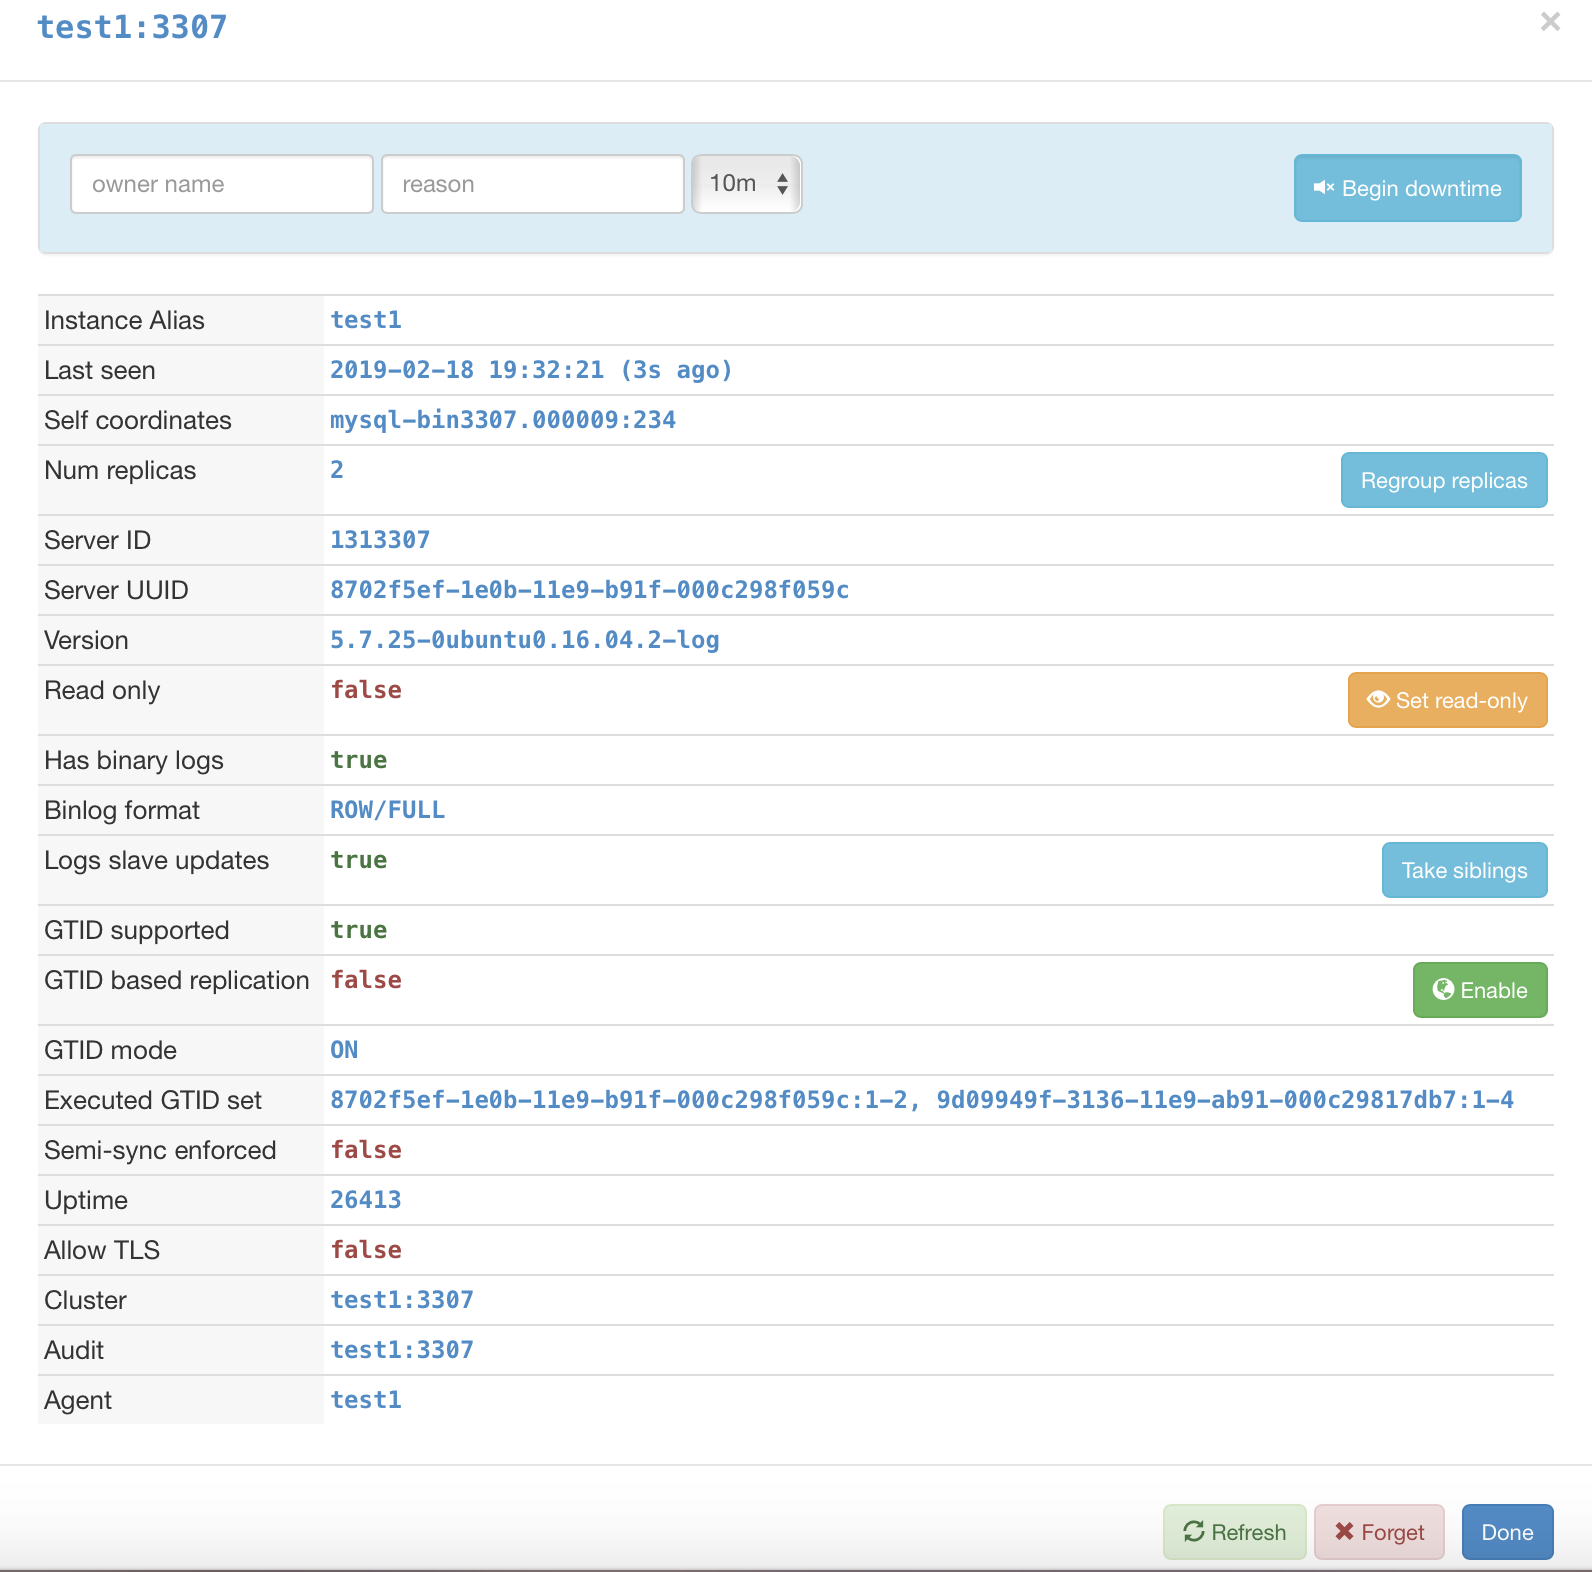 test1:3307
×
owner name reason 10m Begin downtime
Instance Alias test1
Last seen 2019-02-18 19:32:21 (3s ago)
Self coordinates mysql-bin3307.000009:234
Num replicas 2 Regroup replicas
Server ID 1313307
Server UUID 8702f5ef-1e0b-11e9-b91f-000c298f059c
Version 5.7.25-0ubuntu0.16.04.2-log
Read only false Set read-only
Has binary logs true
Binlog format ROW/FULL
Logs slave updates true Take siblings
GTID supported true
GTID based replication false Enable
GTID mode ON
Executed GTID set 8702f5ef-1e0b-11e9-b91f-000c298f059c:1-2, 9d09949f-3136-11e9-ab91-000c29817db7:1-4
Semi-sync enforced false
Uptime 26413
Allow TLS false
Cluster test1:3307
Audit test1:3307
Agent test1
Refresh Forget Done